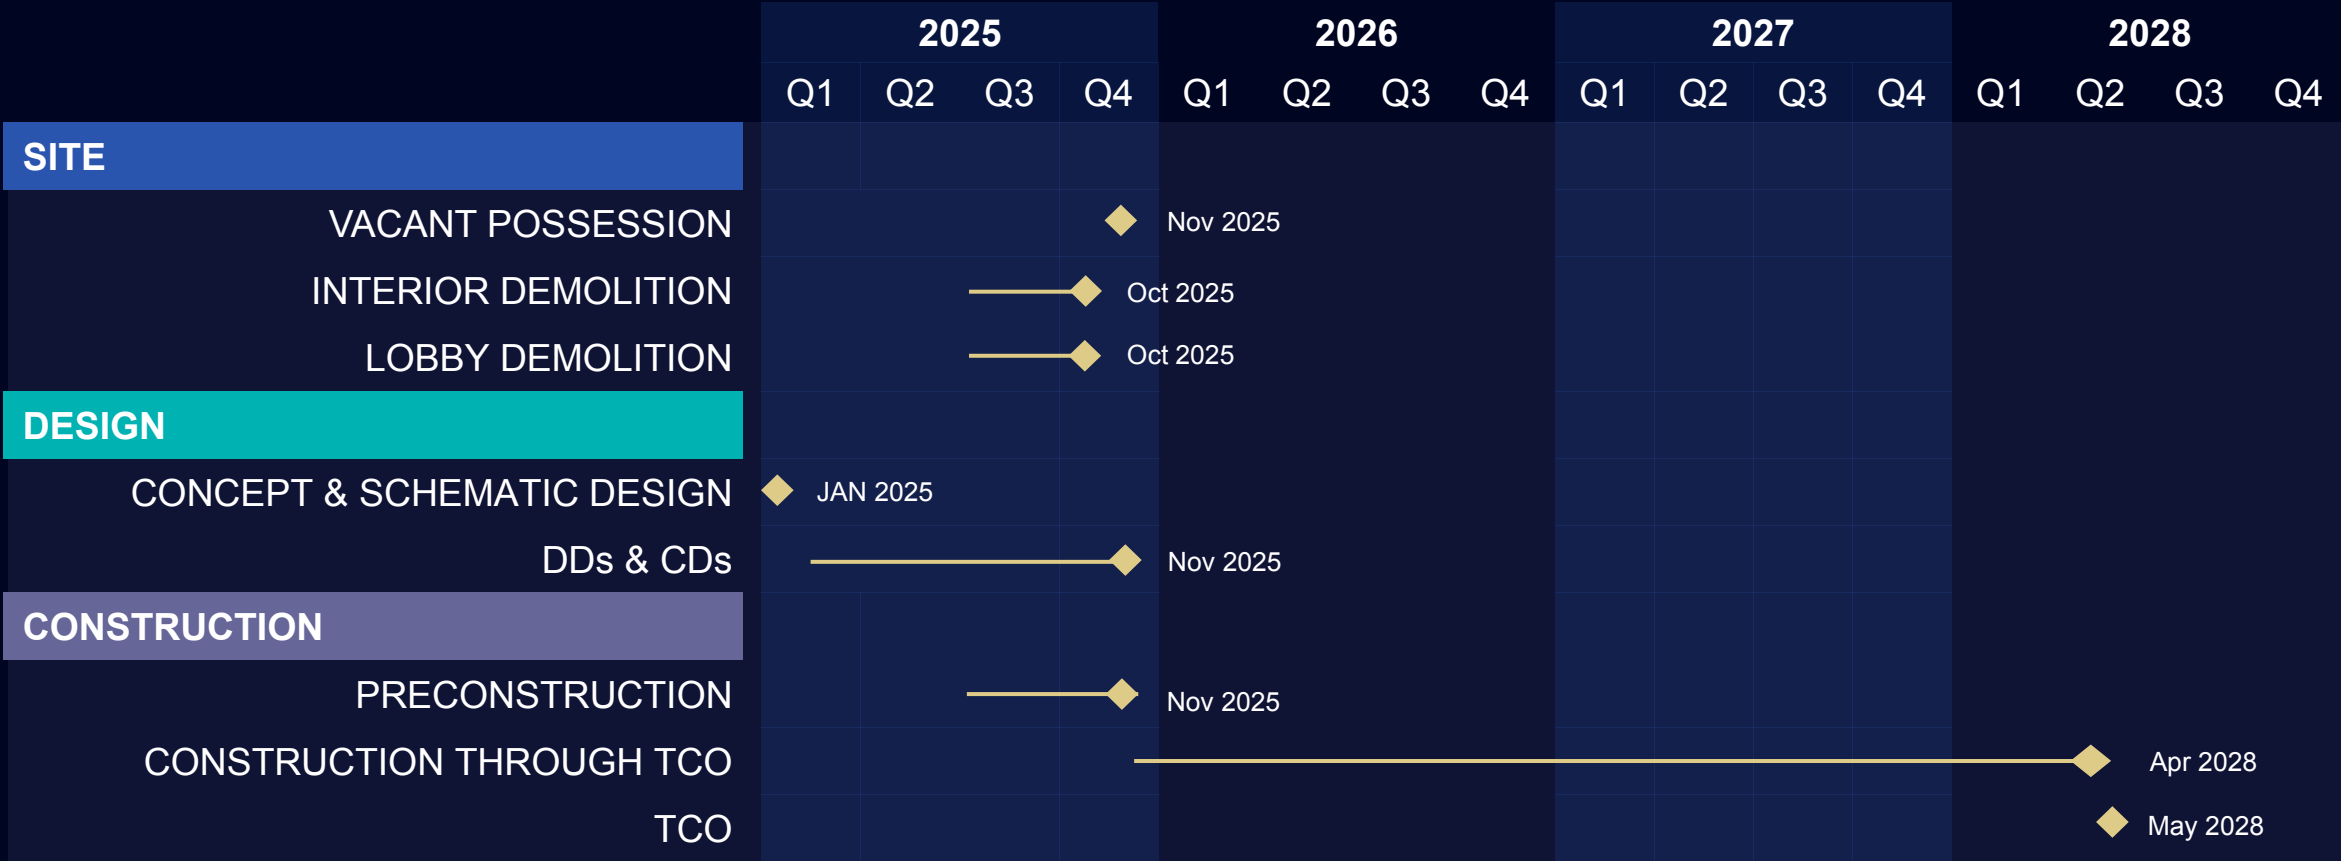 2025 2026 2027 2028
Q1 Q2 Q3 Q4 Q1 Q2 Q3 Q4 Q1 Q2 Q3 Q4 Q1 Q2 Q3 Q4
SITE
VACANT POSSESSION Nov 2025
INTERIOR DEMOLITION Oct 2025
LOBBY DEMOLITION Oct 2025
DESIGN
CONCEPT & SCHEMATIC DESIGN JAN 2025
DDs & CDs Nov 2025
CONSTRUCTION
PRECONSTRUCTION Nov 2025
CONSTRUCTION THROUGH TCO Apr 2028
TCO May 2028